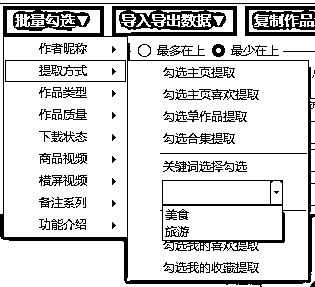 批量勾选▼ 导入导出数据▼ 复制作品
作者昵称
提取方式
作品类型
作品质量
下载状态
商品视频
横屏视频
备注系列
功能介绍
最多在上 最少在上
勾选主页提取
勾选主页喜欢提取
勾选单作品提取
勾选合集提取
关键词选择勾选
美食
旅游
勾选我的喜欢提取
勾选我的收藏提取